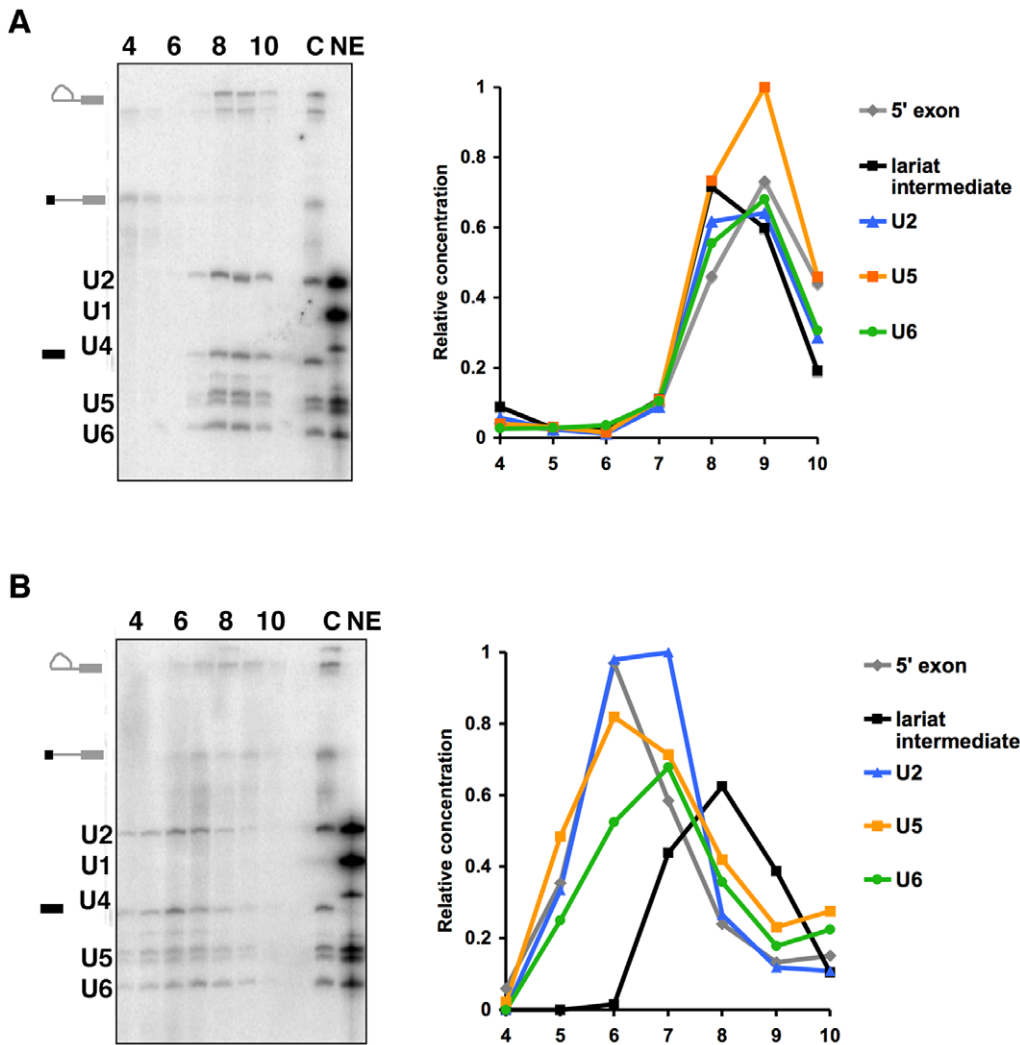 A
4 6 8 10 C NE
U2
U1
U4
U5
U6
Relative concentration
1
0.8
0.6
0.4
0.2
0
4 5 6 7 8 9 10
5' exon
lariat
intermediate
U2
U5
U6
B
4 6 8 10 C NE
U2
U1
U4
U5
U6
Relative concentration
1
0.8
0.6
0.4
0.2
0
4 5 6 7 8 9 10
5' exon
lariat
intermediate
U2
U5
U6